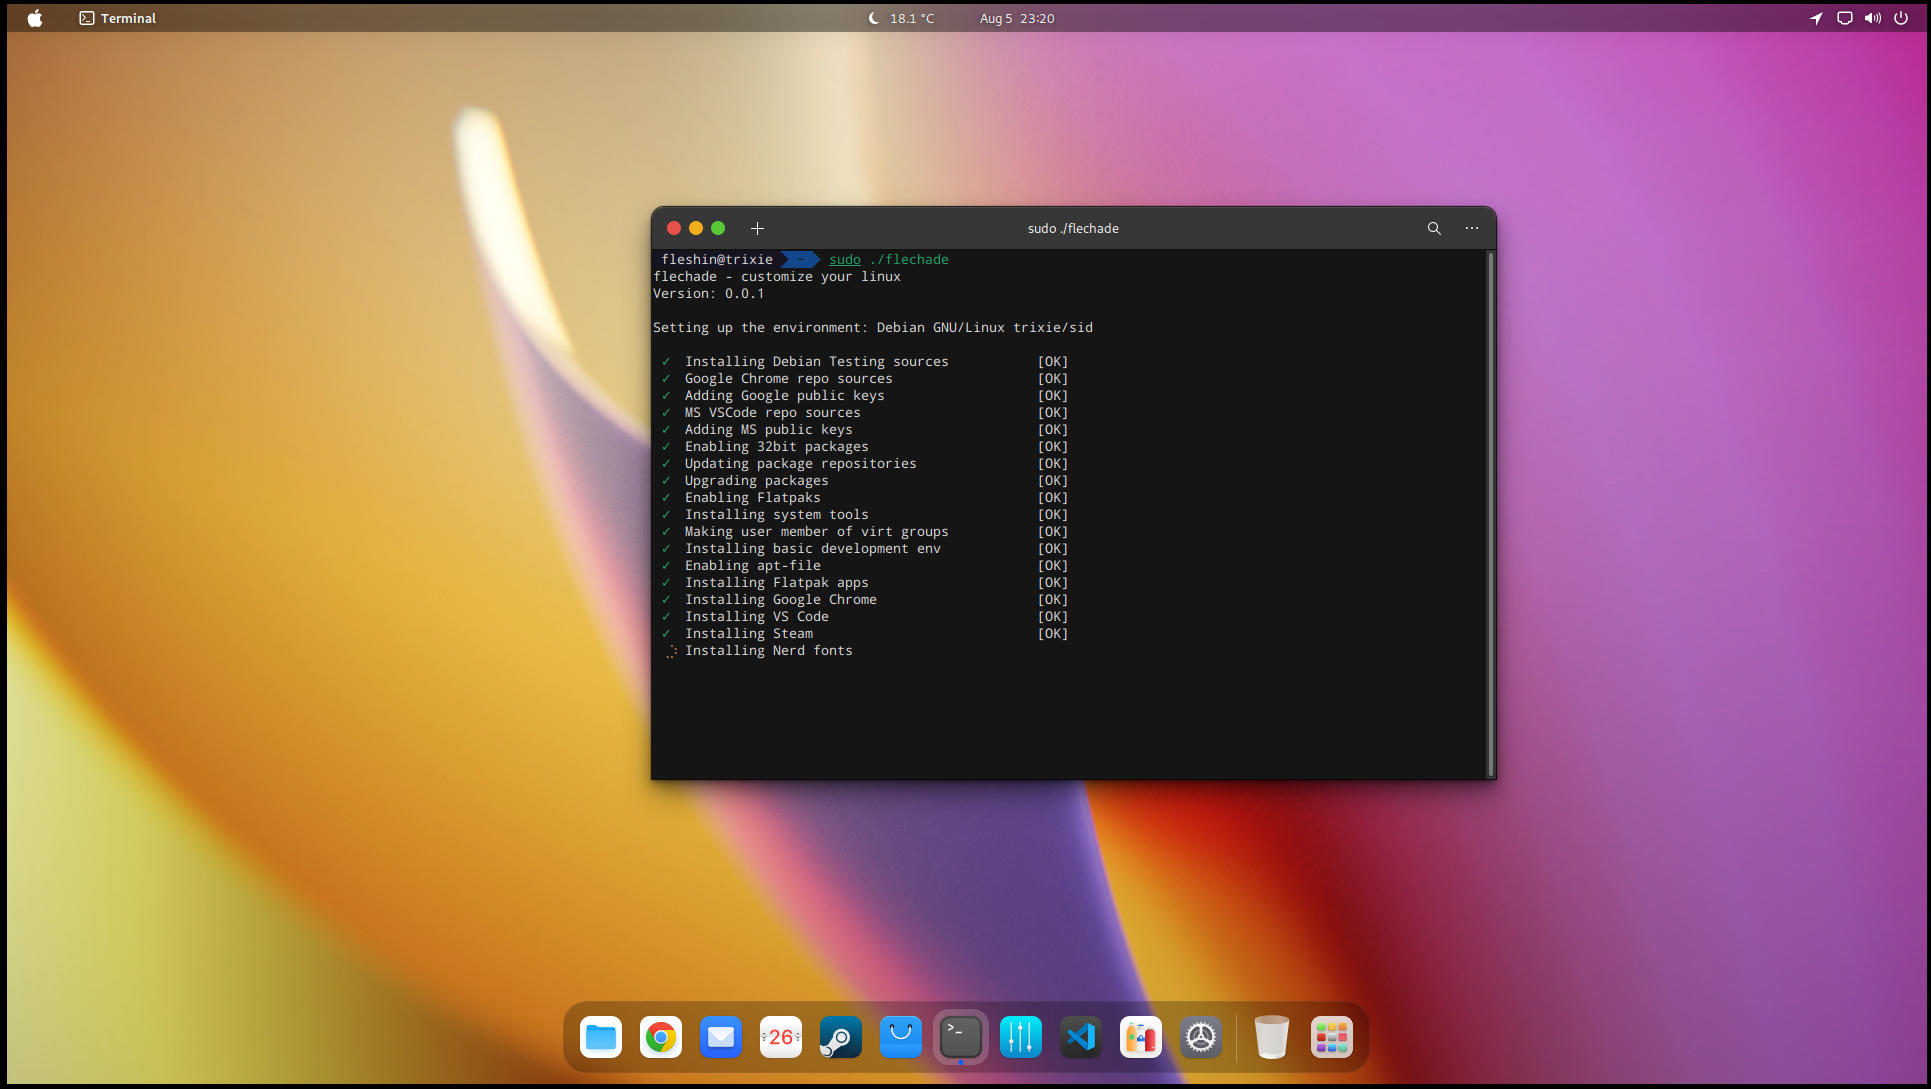 Terminal
18.1 °C
Aug 5 23:20
sudo ./flechade
fleshin@trixie ~ sudo ./flechade
flechade - customize your linux
Version: 0.0.1
Setting up the environment: Debian GNU/Linux trixie/sid
✓ Installing Debian Testing sources [OK]
✓ Google Chrome repo sources [OK]
✓ Adding Google public keys [OK]
✓ MS VSCode repo sources [OK]
✓ Adding MS public keys [OK]
✓ Enabling 32bit packages [OK]
✓ Updating package repositories [OK]
✓ Upgrading packages [OK]
✓ Enabling Flatpaks [OK]
✓ Installing system tools [OK]
✓ Making user member of virt groups [OK]
✓ Installing basic development env [OK]
✓ Enabling apt-file [OK]
✓ Installing Flatpak apps [OK]
✓ Installing Google Chrome [OK]
✓ Installing VS Code [OK]
✓ Installing Steam [OK]
Installing Nerd fonts
26
>_